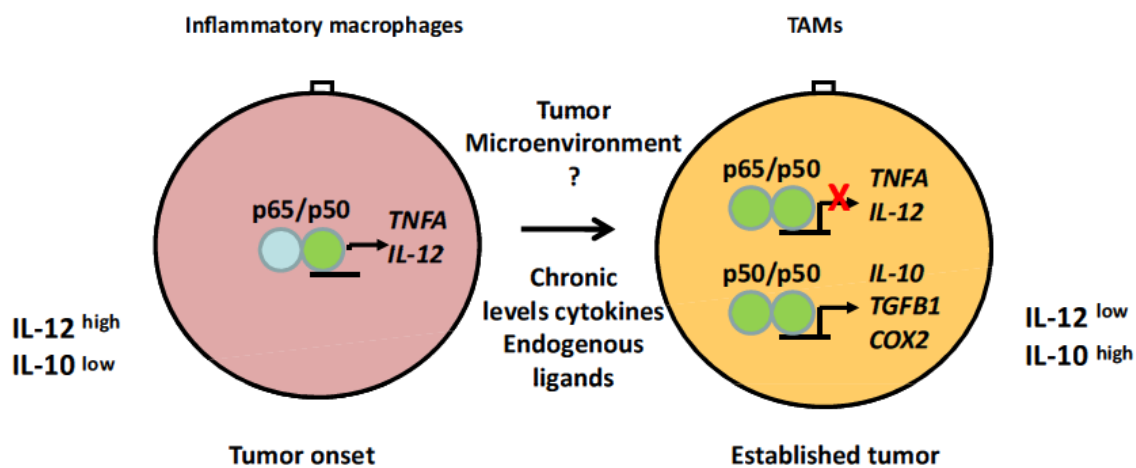 Inflammatory macrophages
TAMs
Tumor
Microenvironment
?
p65/p50
TNFA
IL-12
Chronic
levels cytokines
Endogenous
ligands
p65/p50
X
TNFA
IL-12
p50/p50
IL-10
TGFB1
COX2
IL-12 high
IL-10 low
IL-12 low
IL-10 high
Tumor onset
Established tumor